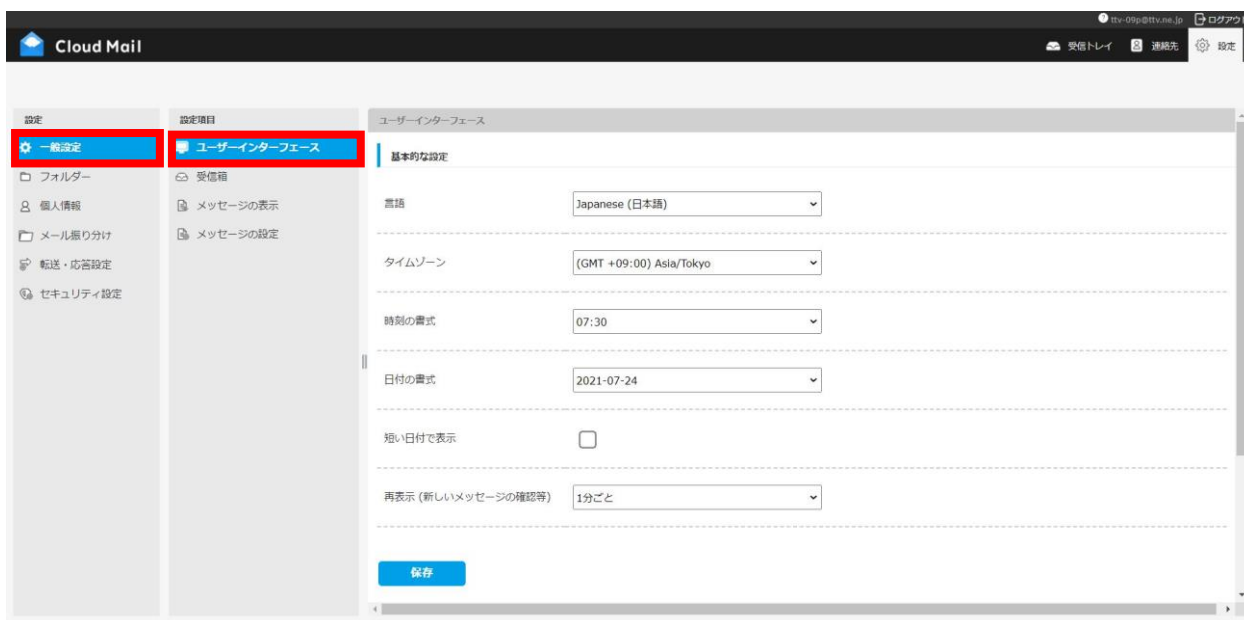 ttv-09p@ttv.ne.jp ログアウト
Cloud Mail
受信トレイ 連絡先 設定
設定
一般設定
フォルダー
個人情報
メール振り分け
転送・応答設定
セキュリティ設定
設定項目
ユーザーインターフェース
受信箱
メッセージの表示
メッセージの設定
ユーザーインターフェース
基本的な設定
言語 Japanese (日本語)
タイムゾーン (GMT +09:00) Asia/Tokyo
時刻の書式 07:30
日付の書式 2021-07-24
短い日付で表示
再表示 (新しいメッセージの確認等) 1分ごと
保存